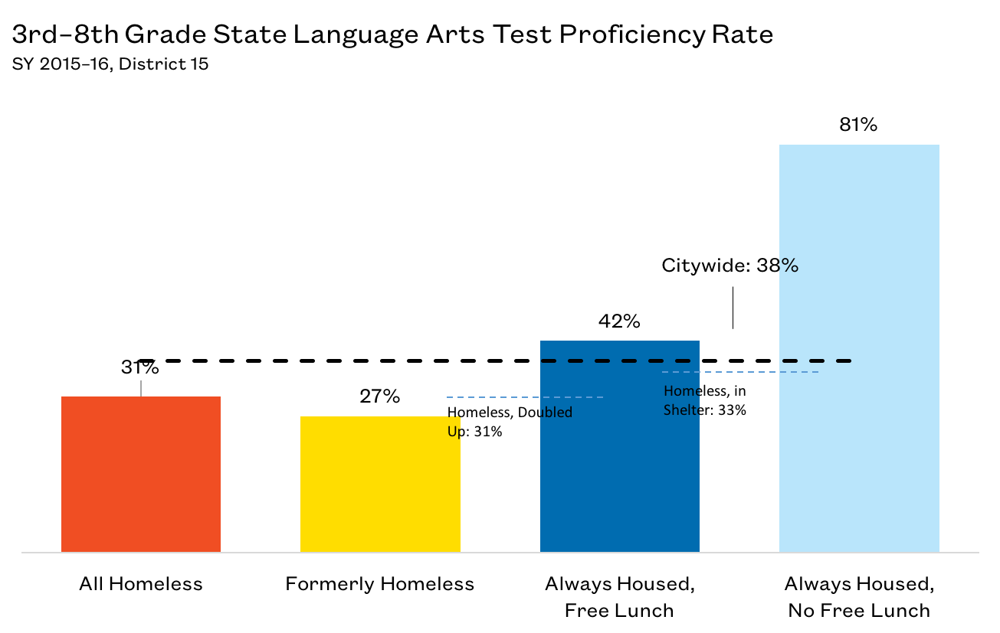 3rd–8th Grade State Language Arts Test Proficiency Rate
SY 2015–16, District 15
81%
Citywide: 38%
42%
31%
27%
Homeless, in
Shelter: 33%
Homeless, Doubled
Up: 31%
All Homeless
Formerly Homeless
Always Housed,
Free Lunch
Always Housed,
No Free Lunch